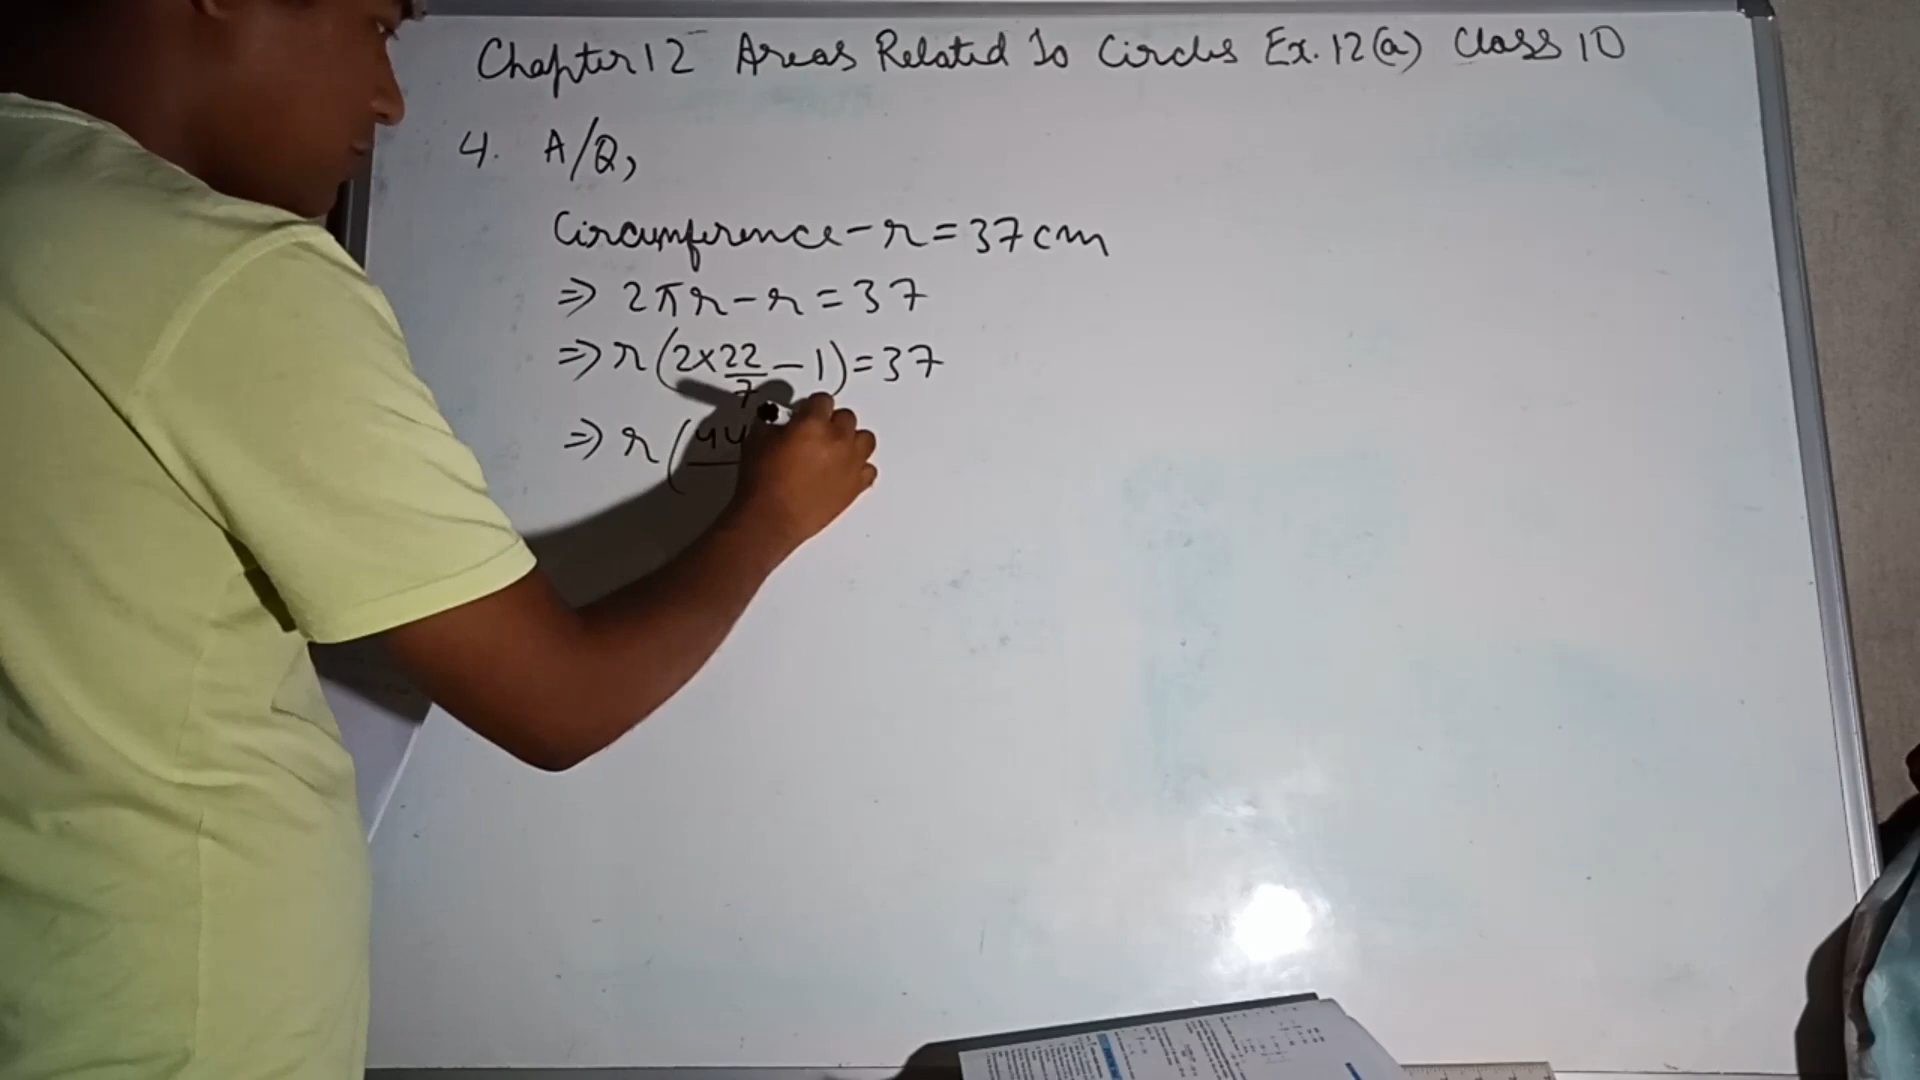 Chapter 12 Areas Related To Circles Ex. 12(a) Class 10
4. A/Q,
Circumference - r = 37 cm
⇒ 2πr - r = 37
⇒ r (2×22/7 - 1) = 37
⇒ r (44